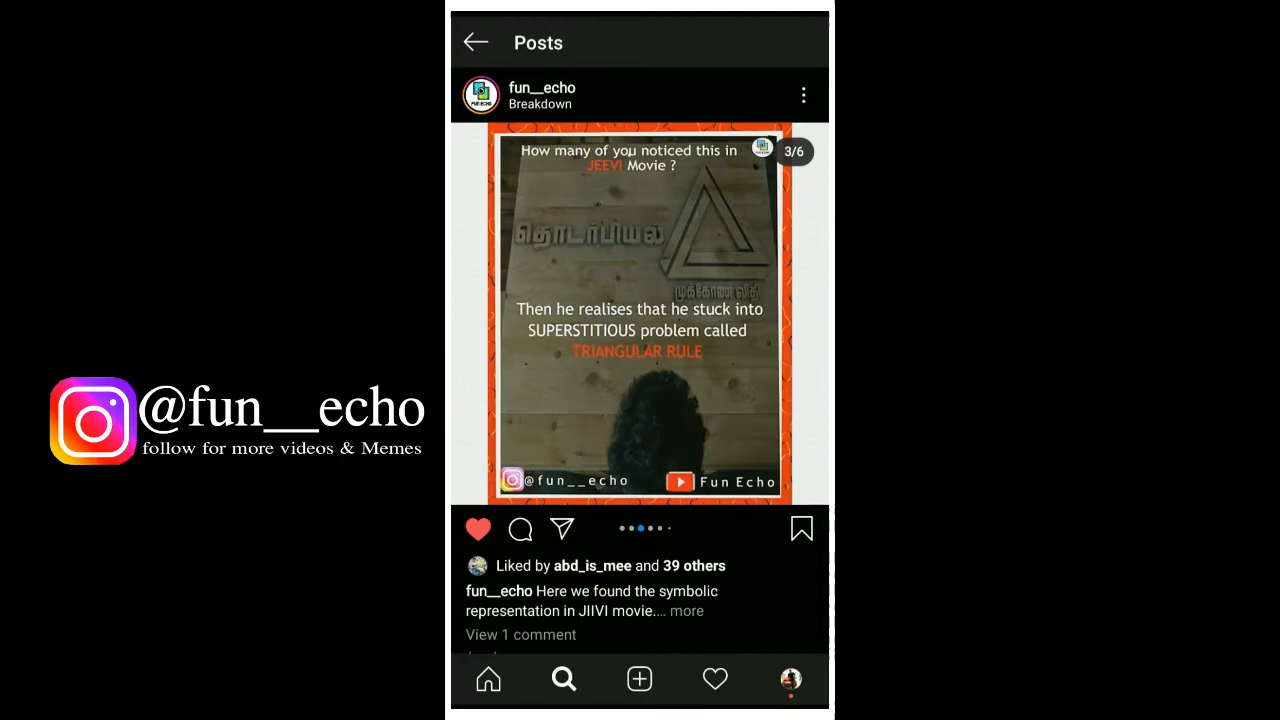 Posts
fun__echo
Breakdown
How many of you noticed this in
JEEVI Movie ?
3/6
தொடர்பியல்
முக்கோண விதி
Then he realises that he stuck into
SUPERSTITIOUS problem called
TRIANGULAR RULE
@fun__echo
Fun Echo
Liked by abd_is_mee and 39 others
fun__echo Here we found the symbolic
representation in JIIVI movie.... more
View 1 comment
@fun__echo
follow for more videos & Memes